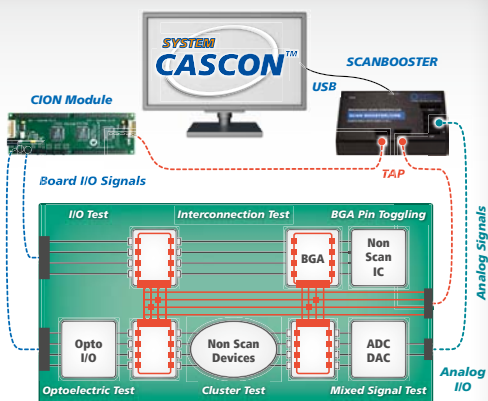 SYSTEM
CASCON™
SCANBOOSTER
USB
CION Module
TAP
Board I/O Signals
Analog Signals
I/O Test
Interconnection Test
BGA Pin Toggling
BGA
Non
Scan
IC
Opto
I/O
Non Scan
Devices
ADC
DAC
Optoelectric Test
Cluster Test
Mixed Signal Test
Analog
I/O